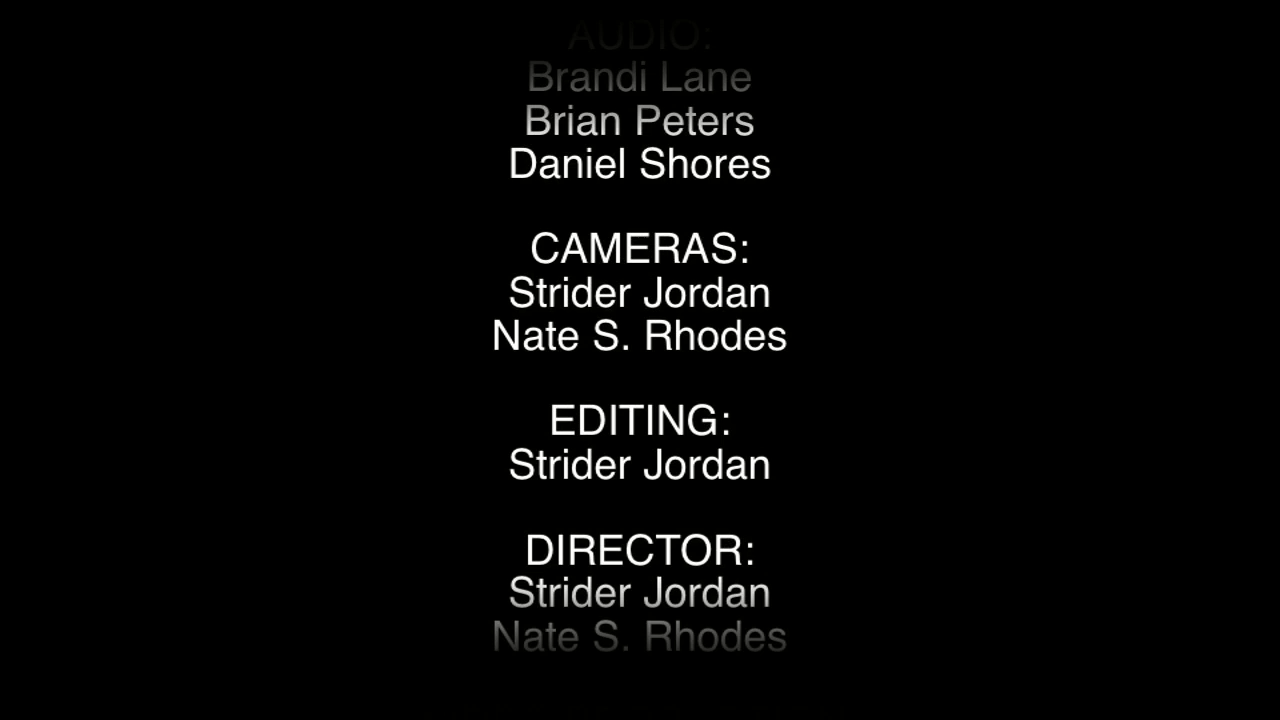 AUDIO:
Brandi Lane
Brian Peters
Daniel Shores
CAMERAS:
Strider Jordan
Nate S. Rhodes
EDITING:
Strider Jordan
DIRECTOR:
Strider Jordan
Nate S. Rhodes